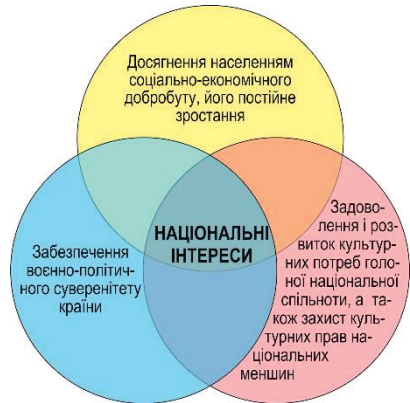 Досягнення населенням
соціально-економічного
добробуту, його постійне
зростання
НАЦІОНАЛЬНІ
ІНТЕРЕСИ
Забезпечення
воєнно-політич-
ного суверенітету
країни
Задово-
лення і роз-
виток культур-
них потреб голов-
ної національної
спільноти, а та-
кож захист куль-
турних прав на-
ціональних
меншин